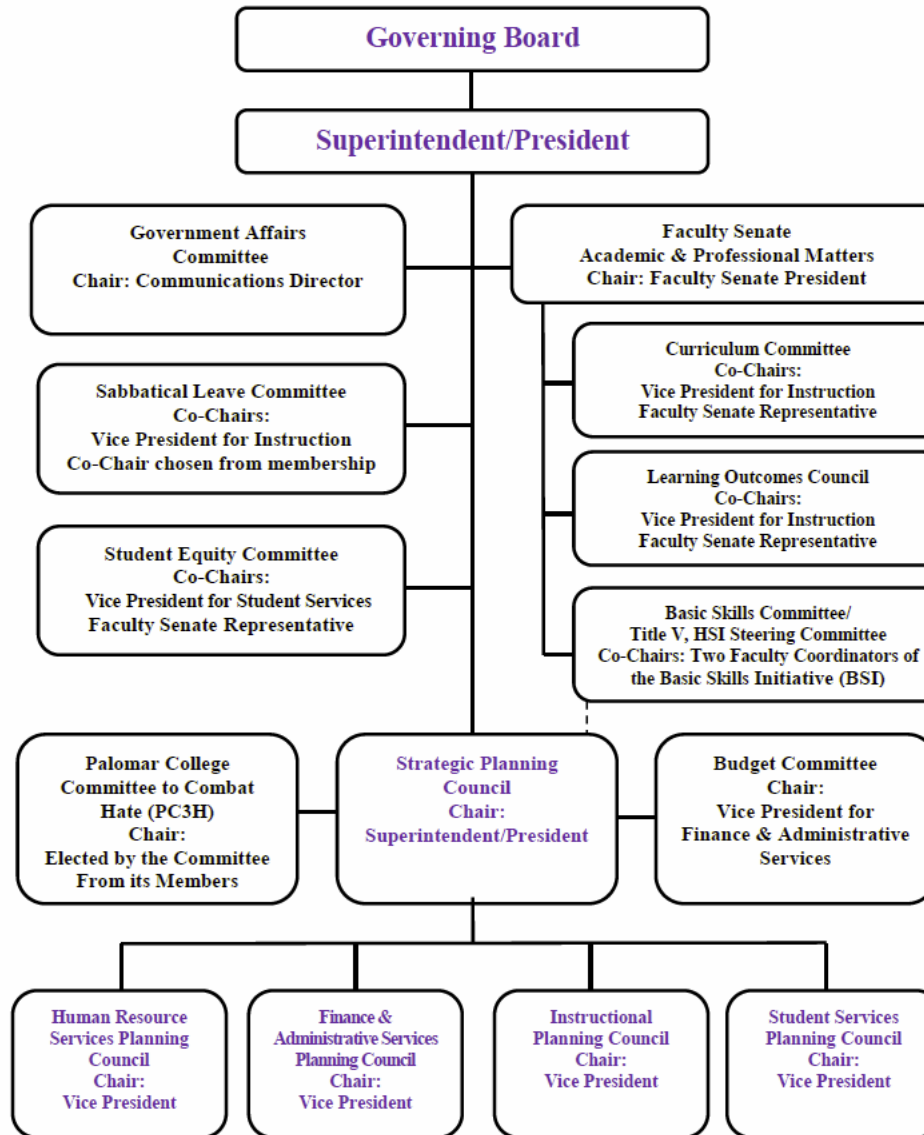 Governing Board
Superintendent/President
Government Affairs
Committee
Chair: Communications Director
Faculty Senate
Academic & Professional Matters
Chair: Faculty Senate President
Curriculum Committee
Co-Chairs:
Vice President for Instruction
Faculty Senate Representative
Sabbatical Leave Committee
Co-Chairs:
Vice President for Instruction
Co-Chair chosen from membership
Learning Outcomes Council
Co-Chairs:
Vice President for Instruction
Faculty Senate Representative
Student Equity Committee
Co-Chairs:
Vice President for Student Services
Faculty Senate Representative
Basic Skills Committee/
Title V, HSI Steering Committee
Co-Chairs: Two Faculty Coordinators of
the Basic Skills Initiative (BSI)
Palomar College
Committee to Combat
Hate (PC3H)
Chair:
Elected by the Committee
From its Members
Strategic Planning
Council
Chair:
Superintendent/President
Budget Committee
Chair:
Vice President for
Finance & Administrative
Services
Human Resource
Services Planning
Council
Chair:
Vice President
Finance &
Administrative Services
Planning Council
Chair:
Vice President
Instructional
Planning Council
Chair:
Vice President
Student Services
Planning Council
Chair:
Vice President